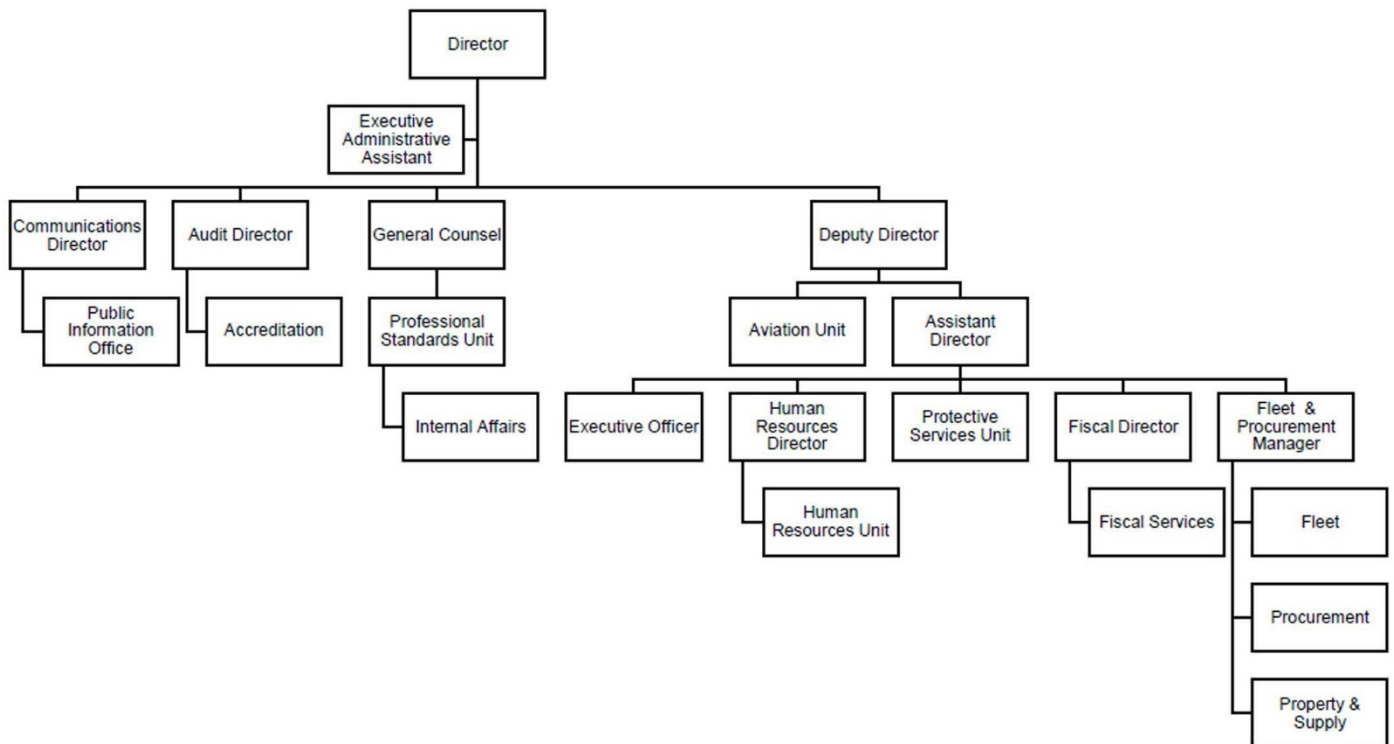 Director
Executive
Administrative
Assistant
Communications
Director
Audit Director
General Counsel
Deputy Director
Public
Information
Office
Accreditation
Professional
Standards Unit
Aviation Unit
Assistant
Director
Internal Affairs
Executive Officer
Human
Resources
Director
Protective
Services Unit
Fiscal Director
Fleet &
Procurement
Manager
Human
Resources Unit
Fiscal Services
Fleet
Procurement
Property &
Supply